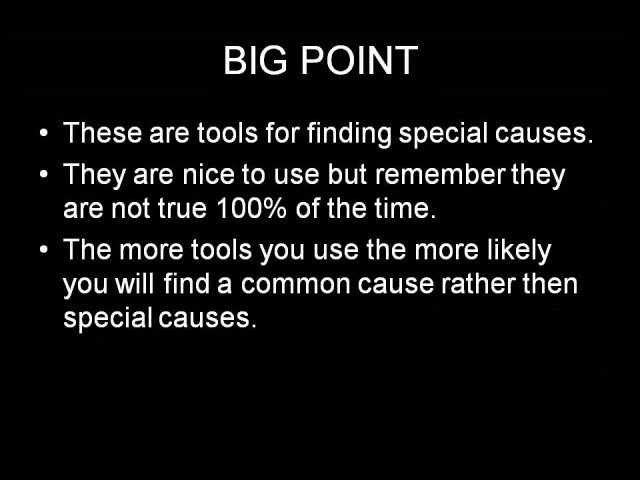 BIG POINT
• These are tools for finding special causes.
• They are nice to use but remember they
are not true 100% of the time.
• The more tools you use the more likely
you will find a common cause rather then
special causes.